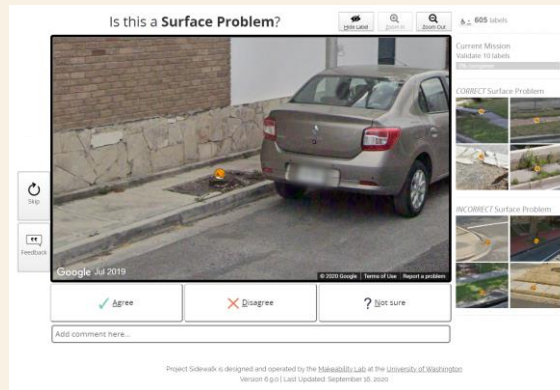 Is this a Surface Problem?
Hide Label
Zoom In
Zoom Out
605 labels
Current Mission
Validate 10 labels
CORRECT Surface Problem
Skip
Feedback
INCORRECT Surface Problem
Google Jul 2019
© 2020 Google
Terms of Use
Report a problem
Agree
Disagree
Not sure
Add comment here...
Project Sidewalk is designed and operated by the Makeability Lab at the University of Washington
Version 6.9.0 | Last Updated: September 18, 2020